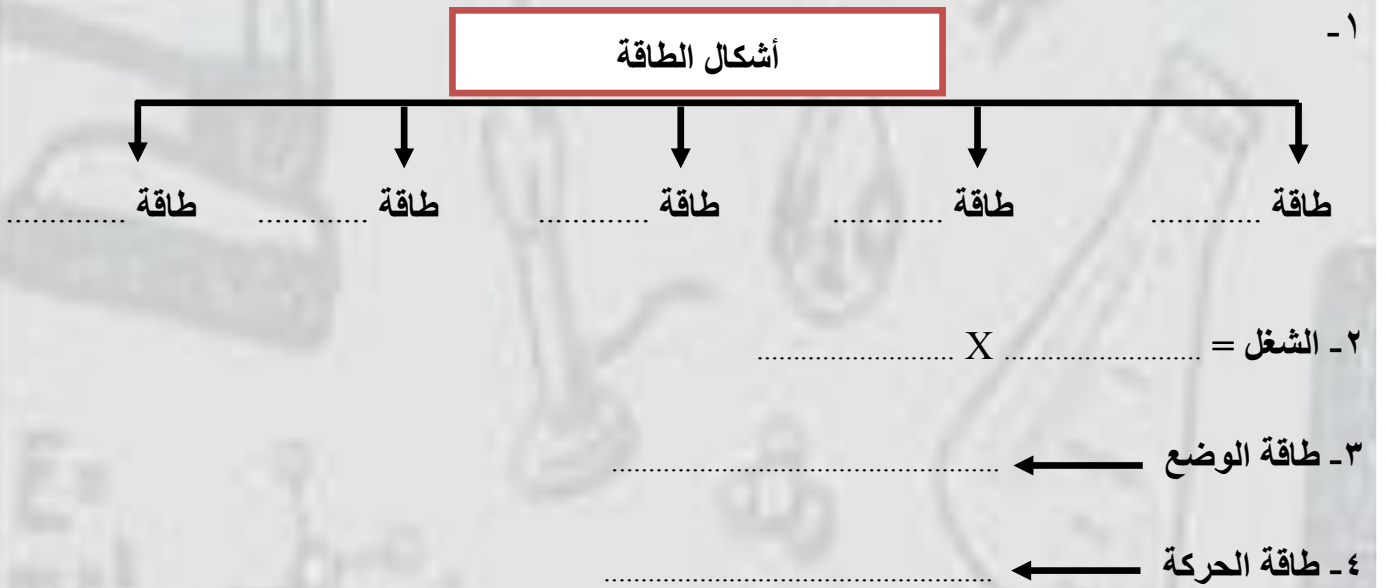 ١-
أشكال الطاقة
طاقة ............ طاقة ............ طاقة ............ طاقة ............ طاقة ............
٢- الشغل = ...................... X ......................
٣- طاقة الوضع ...........................................
٤- طاقة الحركة ...........................................